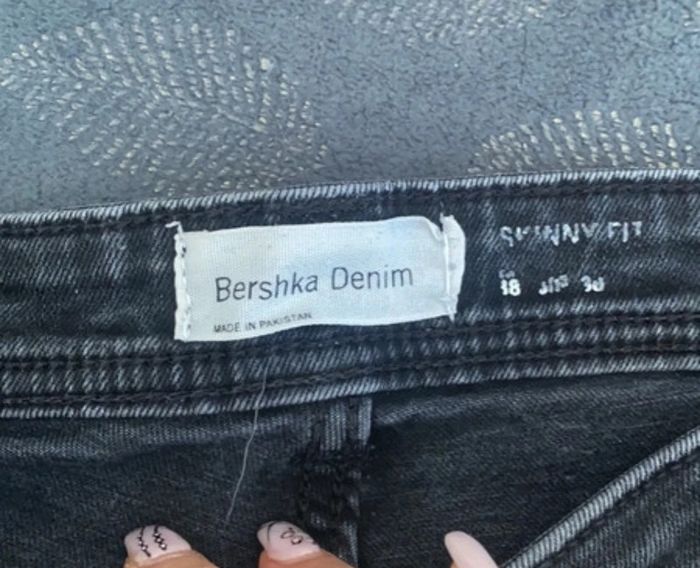 Bershka Denim
MADE IN PAKISTAN
SKINNY FIT